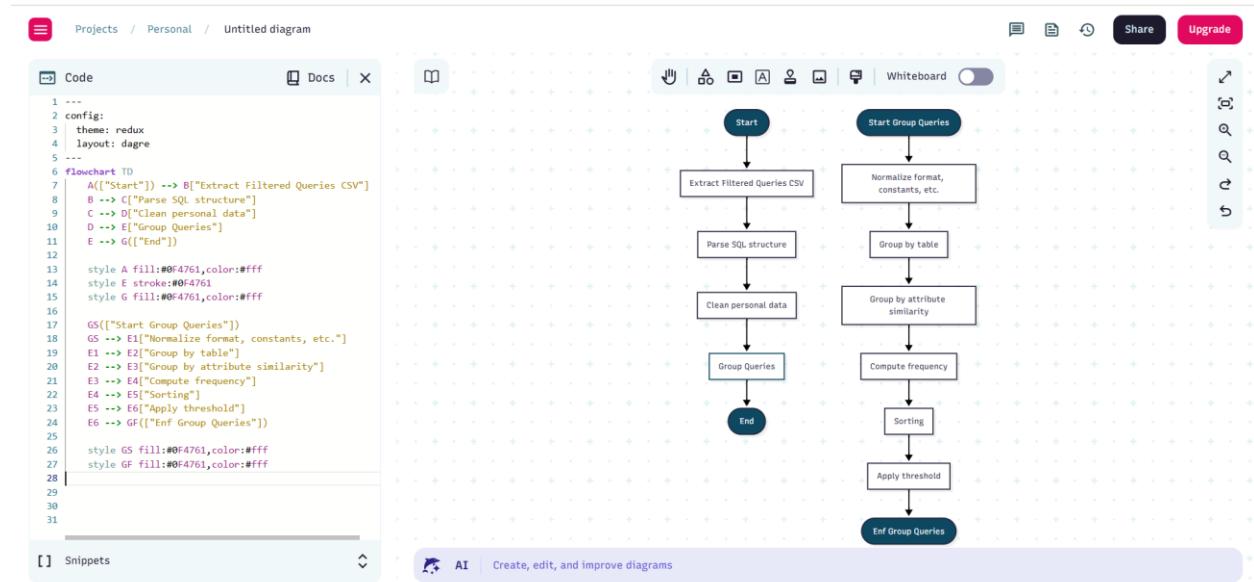 Projects / Personal / Untitled diagram
Share
Upgrade
Code
Docs
1 ---
2 config:
3 theme: redux
4 layout: dagre
5 ---
6 flowchart TD
7 A(["Start"]) --> B["Extract Filtered Queries CSV"]
8 B --> C["Parse SQL structure"]
9 C --> D["Clean personal data"]
10 D --> E["Group Queries"]
11 E --> G(["End"])
12
13 style A fill:#0F4761,color:#fff
14 style E stroke:#0F4761
15 style G fill:#0F4761,color:#fff
16
17 GS(["Start Group Queries"])
18 GS --> E1["Normalize format, constants, etc."]
19 E1 --> E2["Group by table"]
20 E2 --> E3["Group by attribute similarity"]
21 E3 --> E4["Compute frequency"]
22 E4 --> E5["Sorting"]
23 E5 --> E6["Apply threshold"]
24 E6 --> GF(["Enf Group Queries"])
25
26 style GS fill:#0F4761,color:#fff
27 style GF fill:#0F4761,color:#fff
28
29
30
31
[] Snippets
A
Whiteboard
Start
Extract Filtered Queries CSV
Parse SQL structure
Clean personal data
Group Queries
End
Start Group Queries
Normalize format,
constants, etc.
Group by table
Group by attribute
similarity
Compute frequency
Sorting
Apply threshold
Enf Group Queries
AI
Create, edit, and improve diagrams